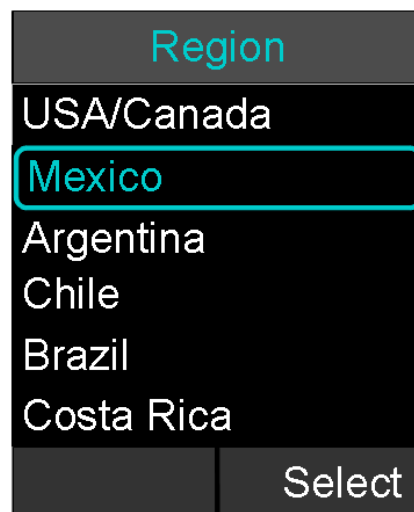 Region
USA/Canada
Mexico
Argentina
Chile
Brazil
Costa Rica
Select